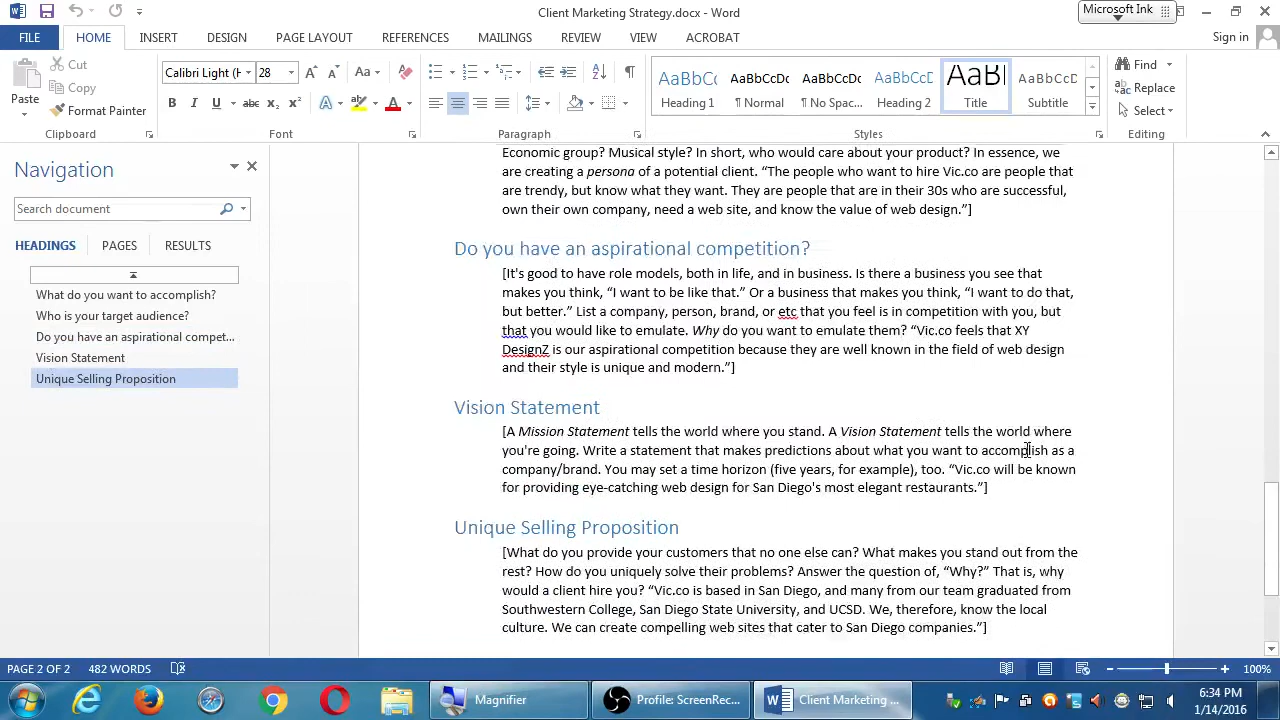 Client Marketing Strategy.docx - Word
Microsoft Ink
FILE HOME INSERT DESIGN PAGE LAYOUT REFERENCES MAILINGS REVIEW VIEW ACROBAT Sign in
Paste
Cut
Copy
Format Painter
Clipboard
Calibri Light (H 28
Aa
B I U abc x₂ x²
A ab A
Font
Paragraph
AaBbCc AaBbCcDc AaBbCcDc AaBbCcD AaB AaBbCcD
Heading 1 ¶ Normal ¶ No Spac... Heading 2 Title Subtitle
Styles
Find
Replace
Select
Editing
Navigation
Search document
HEADINGS PAGES RESULTS
What do you want to accomplish?
Who is your target audience?
Do you have an aspirational compet...
Vision Statement
Unique Selling Proposition
Economic group? Musical style? In short, who would care about your product? In essence, we
are creating a persona of a potential client. “The people who want to hire Vic.co are people that
are trendy, but know what they want. They are people that are in their 30s who are successful,
own their own company, need a web site, and know the value of web design.”]
Do you have an aspirational competition?
[It's good to have role models, both in life, and in business. Is there a business you see that
makes you think, “I want to be like that.” Or a business that makes you think, “I want to do that,
but better.” List a company, person, brand, or etc that you feel is in competition with you, but
that you would like to emulate. Why do you want to emulate them? “Vic.co feels that XY
DesignZ is our aspirational competition because they are well known in the field of web design
and their style is unique and modern.”]
Vision Statement
[A Mission Statement tells the world where you stand. A Vision Statement tells the world where
you're going. Write a statement that makes predictions about what you want to accomplish as a
company/brand. You may set a time horizon (five years, for example), too. “Vic.co will be known
for providing eye-catching web design for San Diego's most elegant restaurants.”]
Unique Selling Proposition
[What do you provide your customers that no one else can? What makes you stand out from the
rest? How do you uniquely solve their problems? Answer the question of, “Why?” That is, why
would a client hire you? “Vic.co is based in San Diego, and many from our team graduated from
Southwestern College, San Diego State University, and UCSD. We, therefore, know the local
culture. We can create compelling web sites that cater to San Diego companies.”]
PAGE 2 OF 2 482 WORDS 100%
Magnifier
Profile: ScreenRec...
Client Marketing ...
6:34 PM
1/14/2016